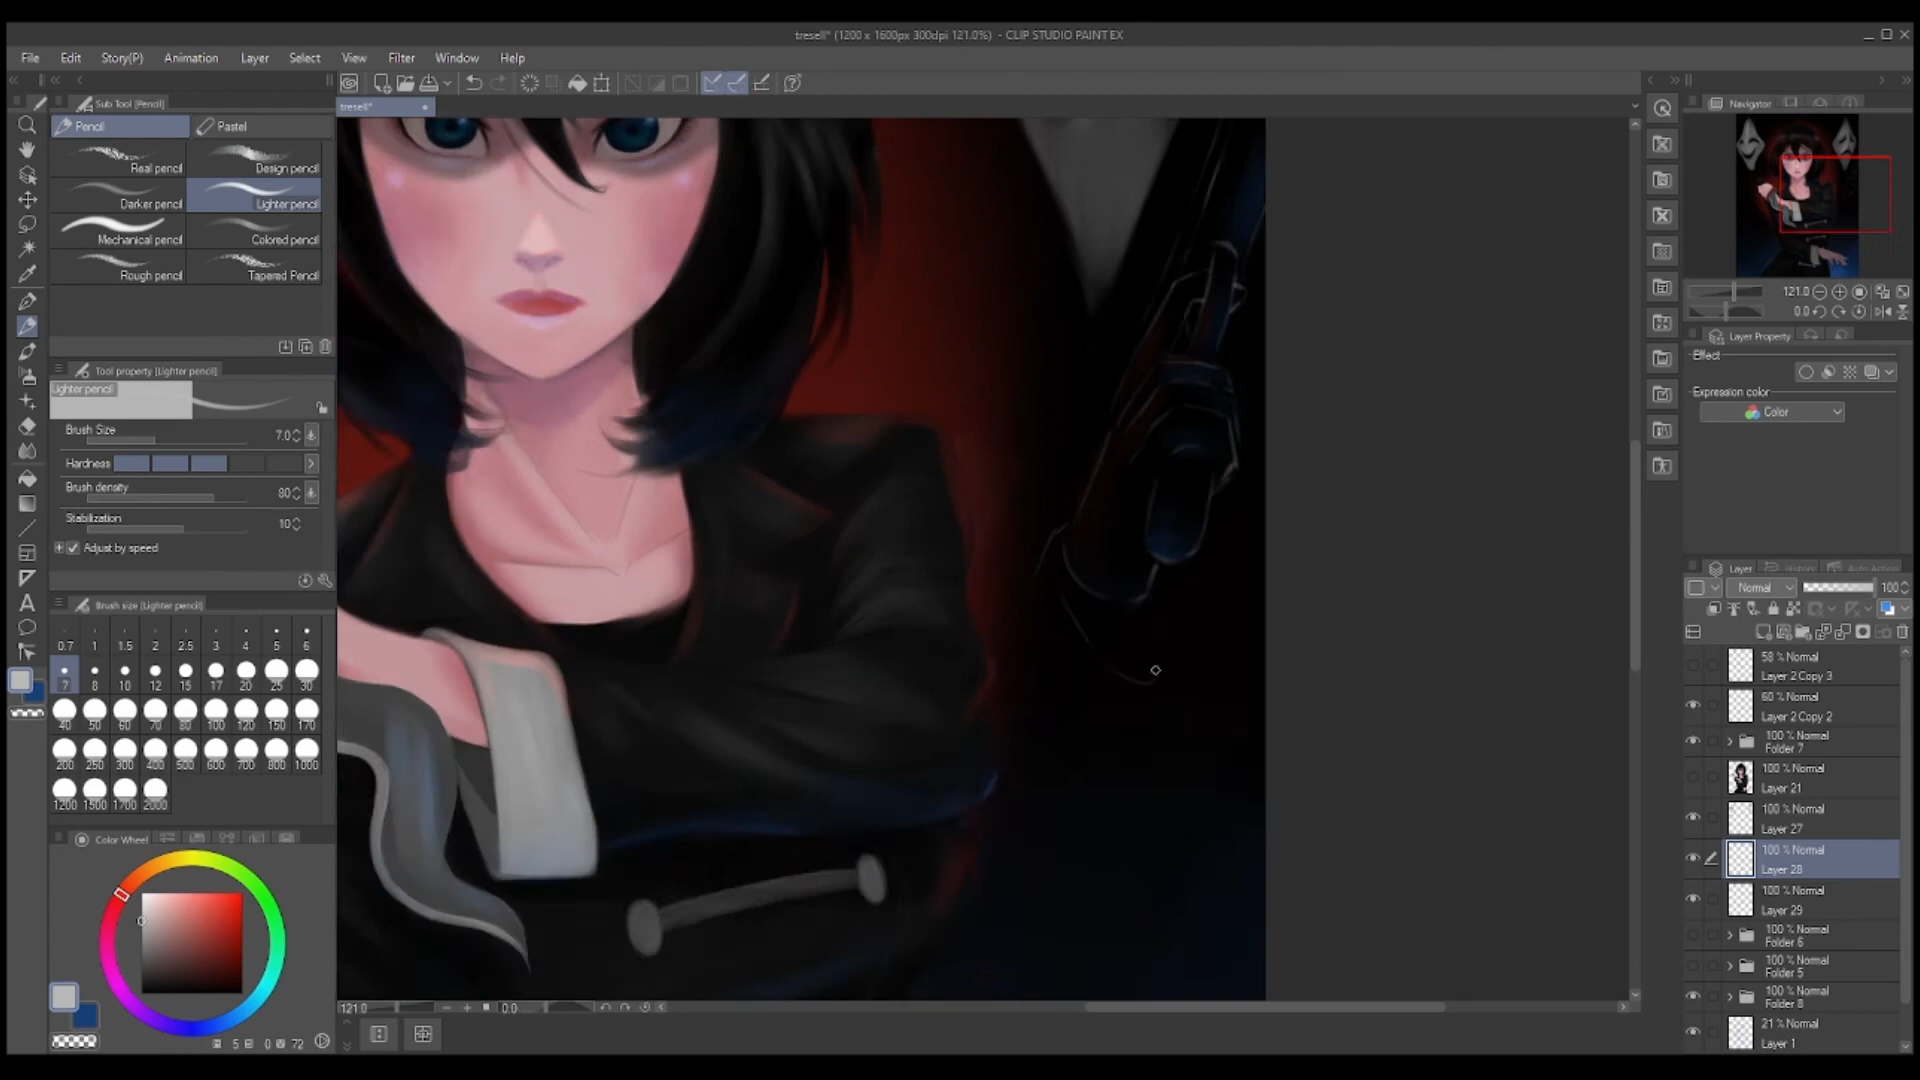 tresell* (1200 x 1600px 300dpi 121.0%) - CLIP STUDIO PAINT EX
File Edit Story(P) Animation Layer Select View Filter Window Help
Sub Tool [Pencil]
tresell*
Navigator
Pencil Pastel
Real pencil Design pencil
Darker pencil Lighter pencil
Mechanical pencil Colored pencil
Rough pencil Tapered Pencil
121.0
0.0
Layer Property
Effect
Expression color
Color
Tool property [Lighter pencil]
Lighter pencil
Brush Size 7.0
Hardness
Brush density 80
Stabilization 10
Adjust by speed
Brush size [Lighter pencil]
0.7 1 1.5 2 2.5 3 4 5 6
7 8 10 12 15 17 20 25 30
40 50 60 70 80 100 120 150 170
200 250 300 400 500 600 700 800 1000
1200 1500 1700 2000
Color Wheel
5 0 72
121.0 0.0
Layer History Auto Action
Normal 100
58 % Normal
Layer 2 Copy 3
60 % Normal
Layer 2 Copy 2
100 % Normal
Folder 7
100 % Normal
Layer 21
100 % Normal
Layer 27
100 % Normal
Layer 28
100 % Normal
Layer 29
100 % Normal
Folder 6
100 % Normal
Folder 5
100 % Normal
Folder 8
21 % Normal
Layer 1